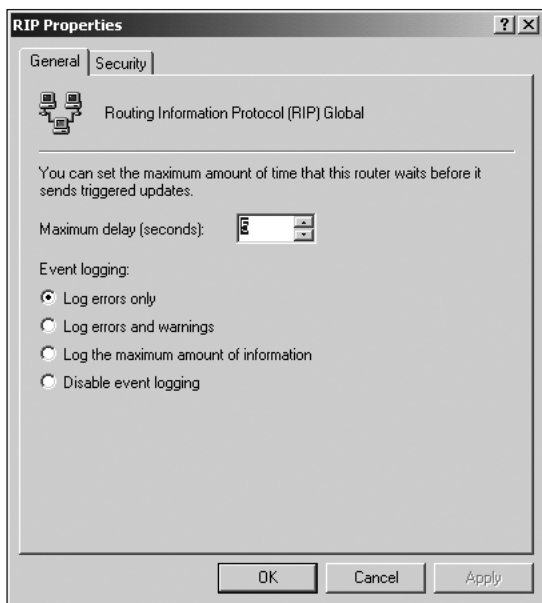 RIP Properties
General
Security
Routing Information Protocol (RIP) Global
You can set the maximum amount of time that this router waits before it
sends triggered updates.
Maximum delay (seconds):
Event logging:
Log errors only
Log errors and warnings
Log the maximum amount of information
Disable event logging
OK
Cancel
Apply